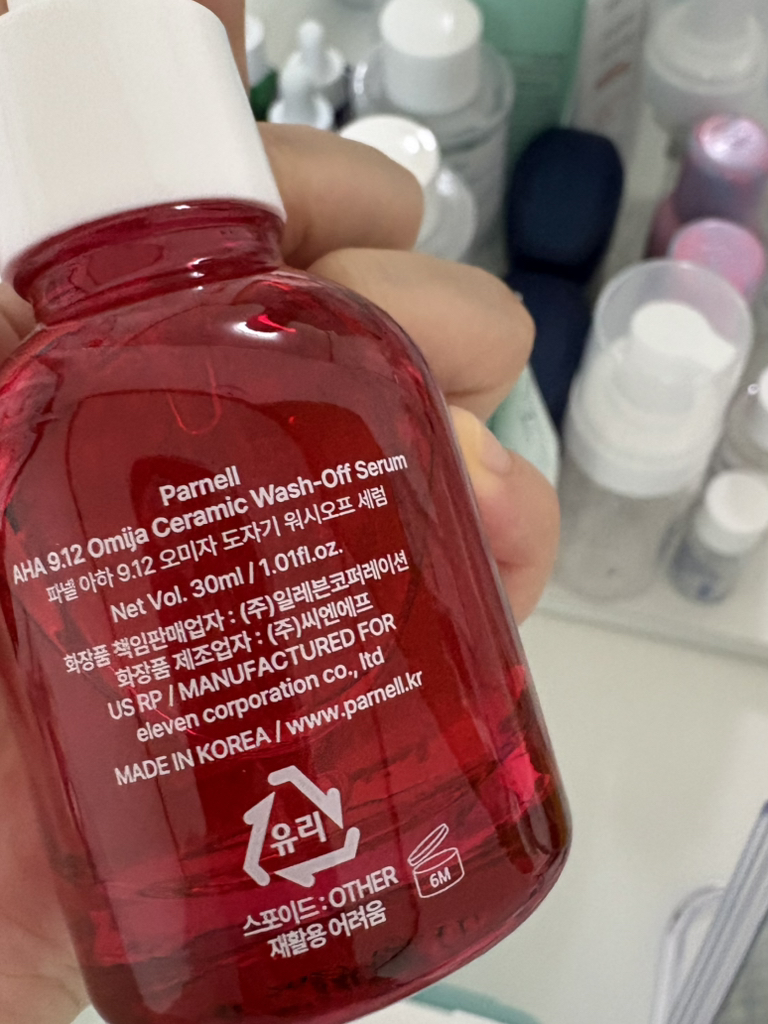 Parnell
AHA 9.12 Omija Ceramic Wash-Off Serum
파넬 아하 9.12 오미자 도자기 워시오프 세럼
Net Vol. 30ml / 1.01fl.oz.
화장품 책임판매업자 : (주)일레븐코퍼레이션
화장품 제조업자 : (주)씨엔에프
US RP / MANUFACTURED FOR
eleven corporation co., ltd
MADE IN KOREA / www.parnell.kr
유리
스포이드 : OTHER
재활용 어려움
6M